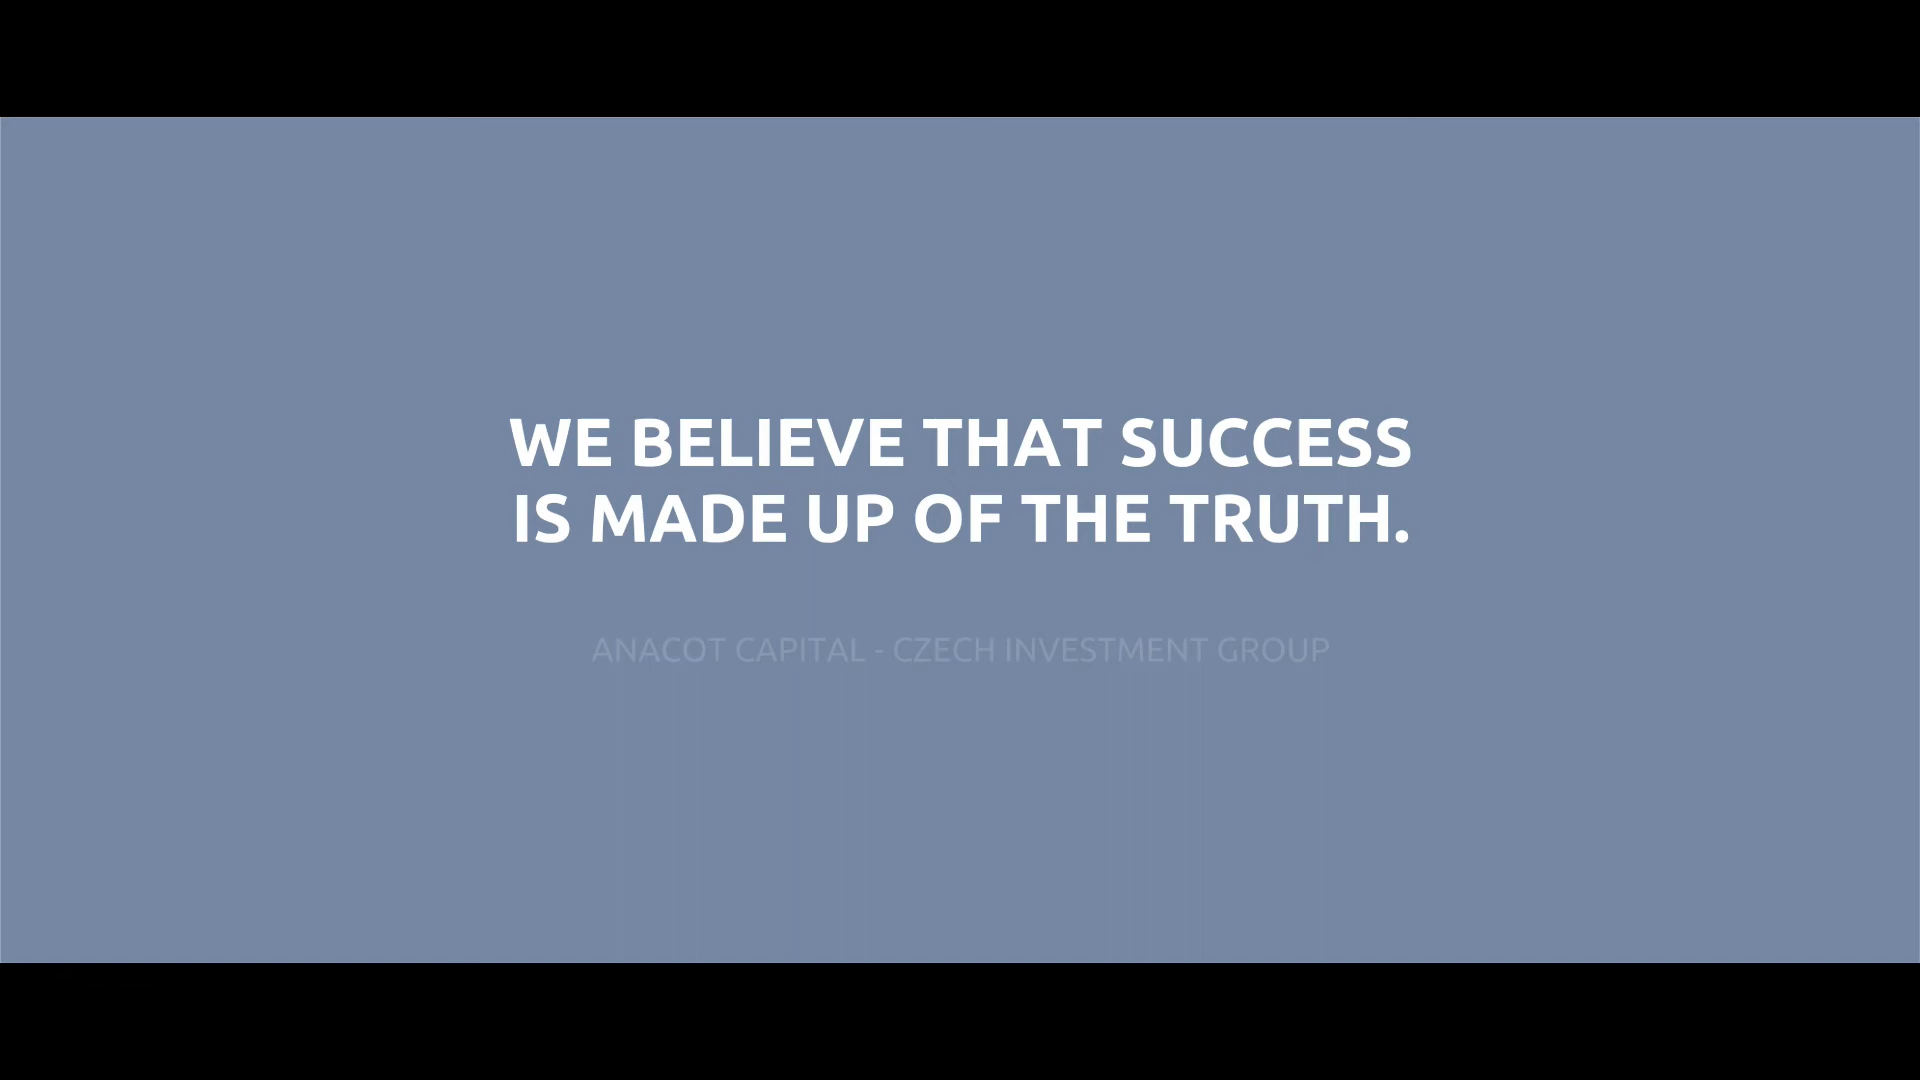 WE BELIEVE THAT SUCCESS
IS MADE UP OF THE TRUTH.
ANACOT CAPITAL - CZECH INVESTMENT GROUP